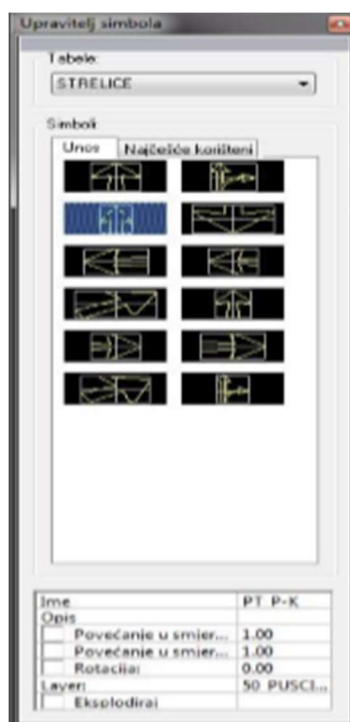 Upravitelj simbola
Tabele:
STRELICE
Simboli
Unos Najčešće korišteni
Ime PT P-K
Opis
Povećanje u smjer... 1.00
Povećanje u smjer... 1.00
Rotacija: 0.00
Layer: 50 PUSCI...
Eksplodiraj